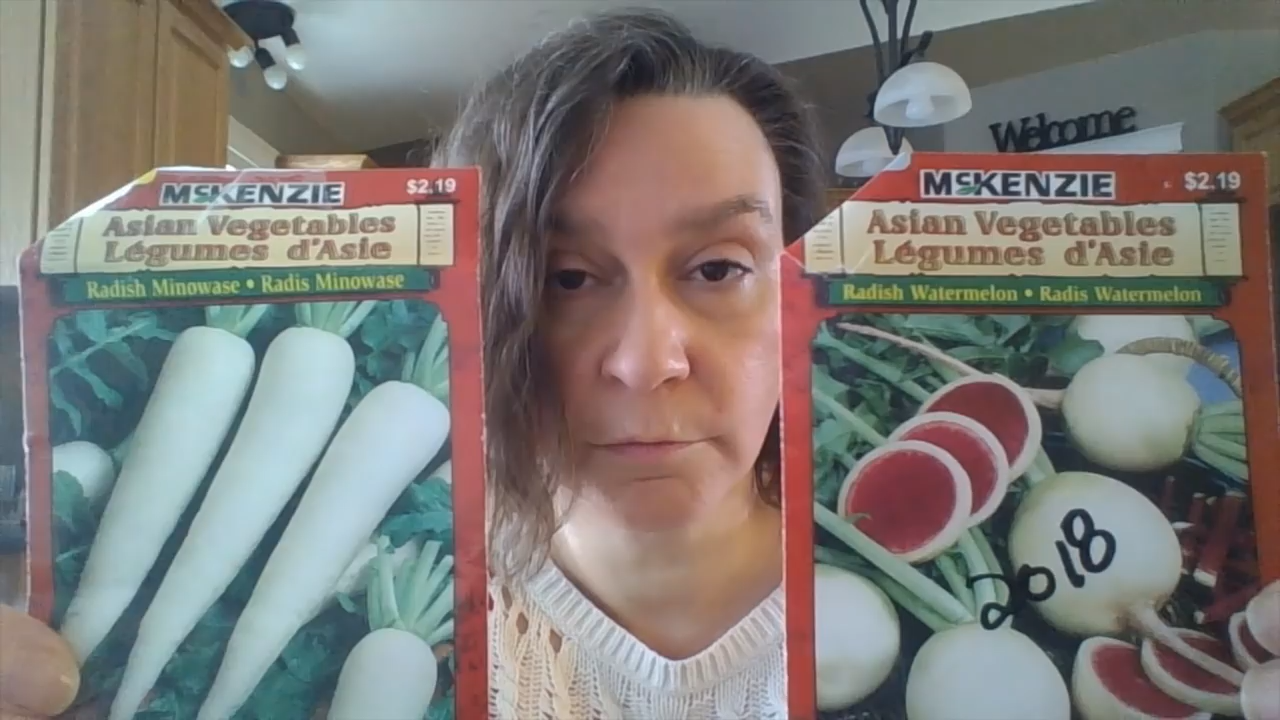 McKENZIE
$2.19
Asian Vegetables
Légumes d'Asie
Radish Minowase • Radis Minowase
Welcome
McKENZIE
$2.19
Asian Vegetables
Légumes d'Asie
Radish Watermelon • Radis Watermelon
2018